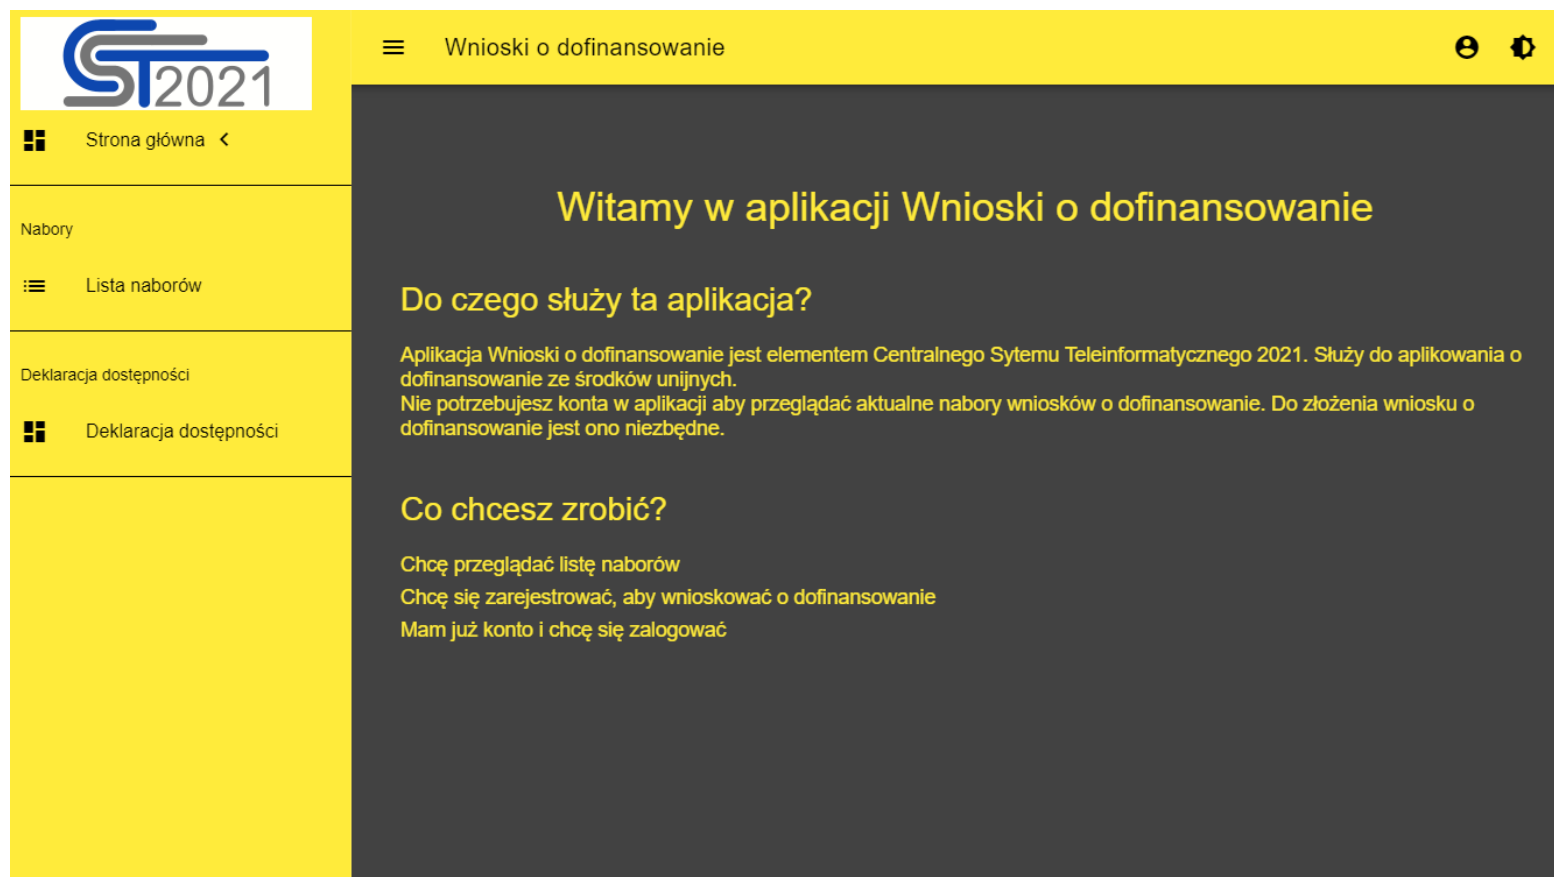 CST2021
Wnioski o dofinansowanie
Strona główna
Nabory
Lista naborów
Deklaracja dostępności
Deklaracja dostępności
Witamy w aplikacji Wnioski o dofinansowanie
Do czego służy ta aplikacja?
Aplikacja Wnioski o dofinansowanie jest elementem Centralnego Sytemu Teleinformatycznego 2021. Służy do aplikowania o
dofinansowanie ze środków unijnych.
Nie potrzebujesz konta w aplikacji aby przeglądać aktualne nabory wniosków o dofinansowanie. Do złożenia wniosku o
dofinansowanie jest ono niezbędne.
Co chcesz zrobić?
Chcę przeglądać listę naborów
Chcę się zarejestrować, aby wnioskować o dofinansowanie
Mam już konto i chcę się zalogować